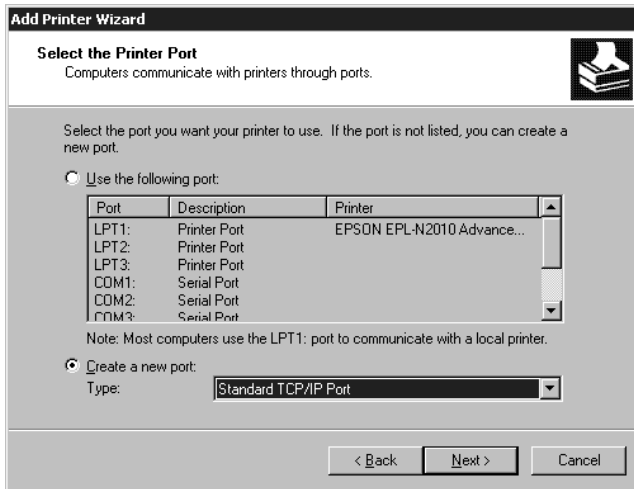 Add Printer Wizard
Select the Printer Port
Computers communicate with printers through ports.
Select the port you want your printer to use. If the port is not listed, you can create a
new port.
Use the following port:
Port Description Printer
LPT1: Printer Port EPSON EPL-N2010 Advance...
LPT2: Printer Port
LPT3: Printer Port
COM1: Serial Port
COM2: Serial Port
COM3: Serial Port
Note: Most computers use the LPT1: port to communicate with a local printer.
Create a new port:
Type: Standard TCP/IP Port
< Back Next > Cancel